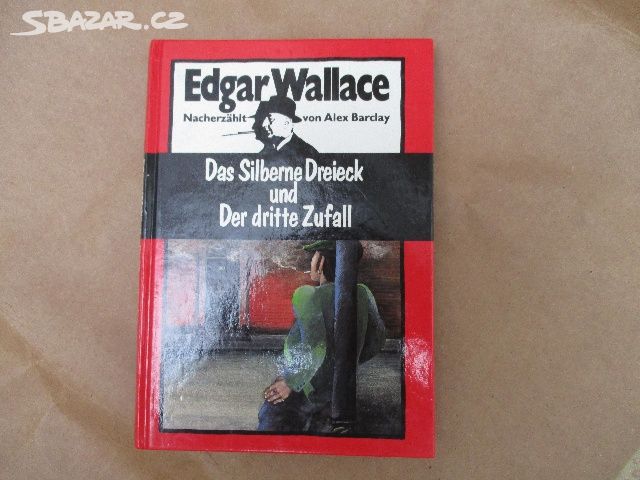 SBAZAR.CZ
Edgar Wallace
Nacherzählt von Alex Barclay
Das Silberne Dreieck
und
Der dritte Zufall